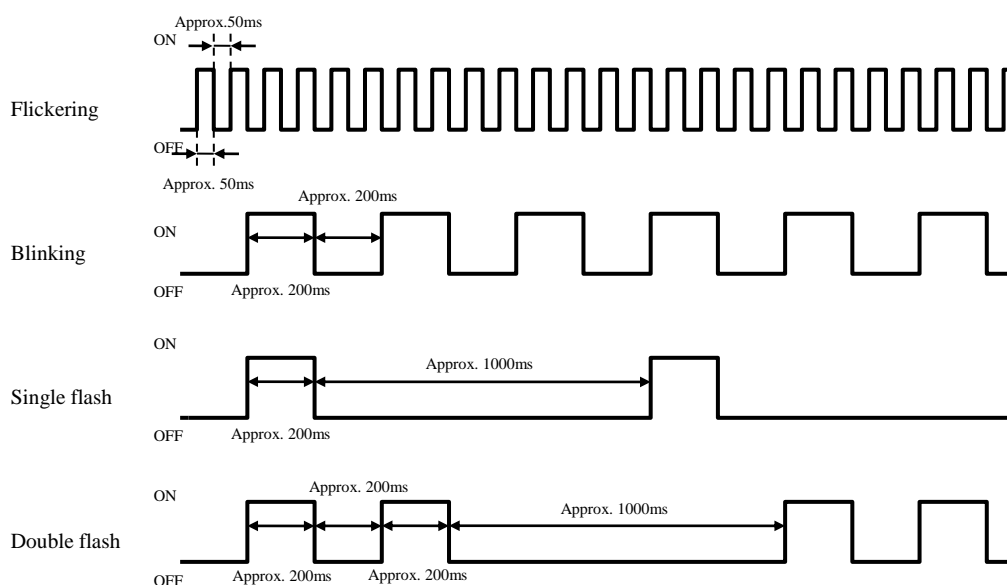 Approx.50ms
ON
Flickering
OFF
Approx. 50ms
Approx. 200ms
ON
Blinking
OFF
Approx. 200ms
ON
Approx. 1000ms
Single flash
OFF
Approx. 200ms
ON
Approx. 200ms
Approx. 1000ms
Double flash
OFF
Approx. 200ms
Approx. 200ms